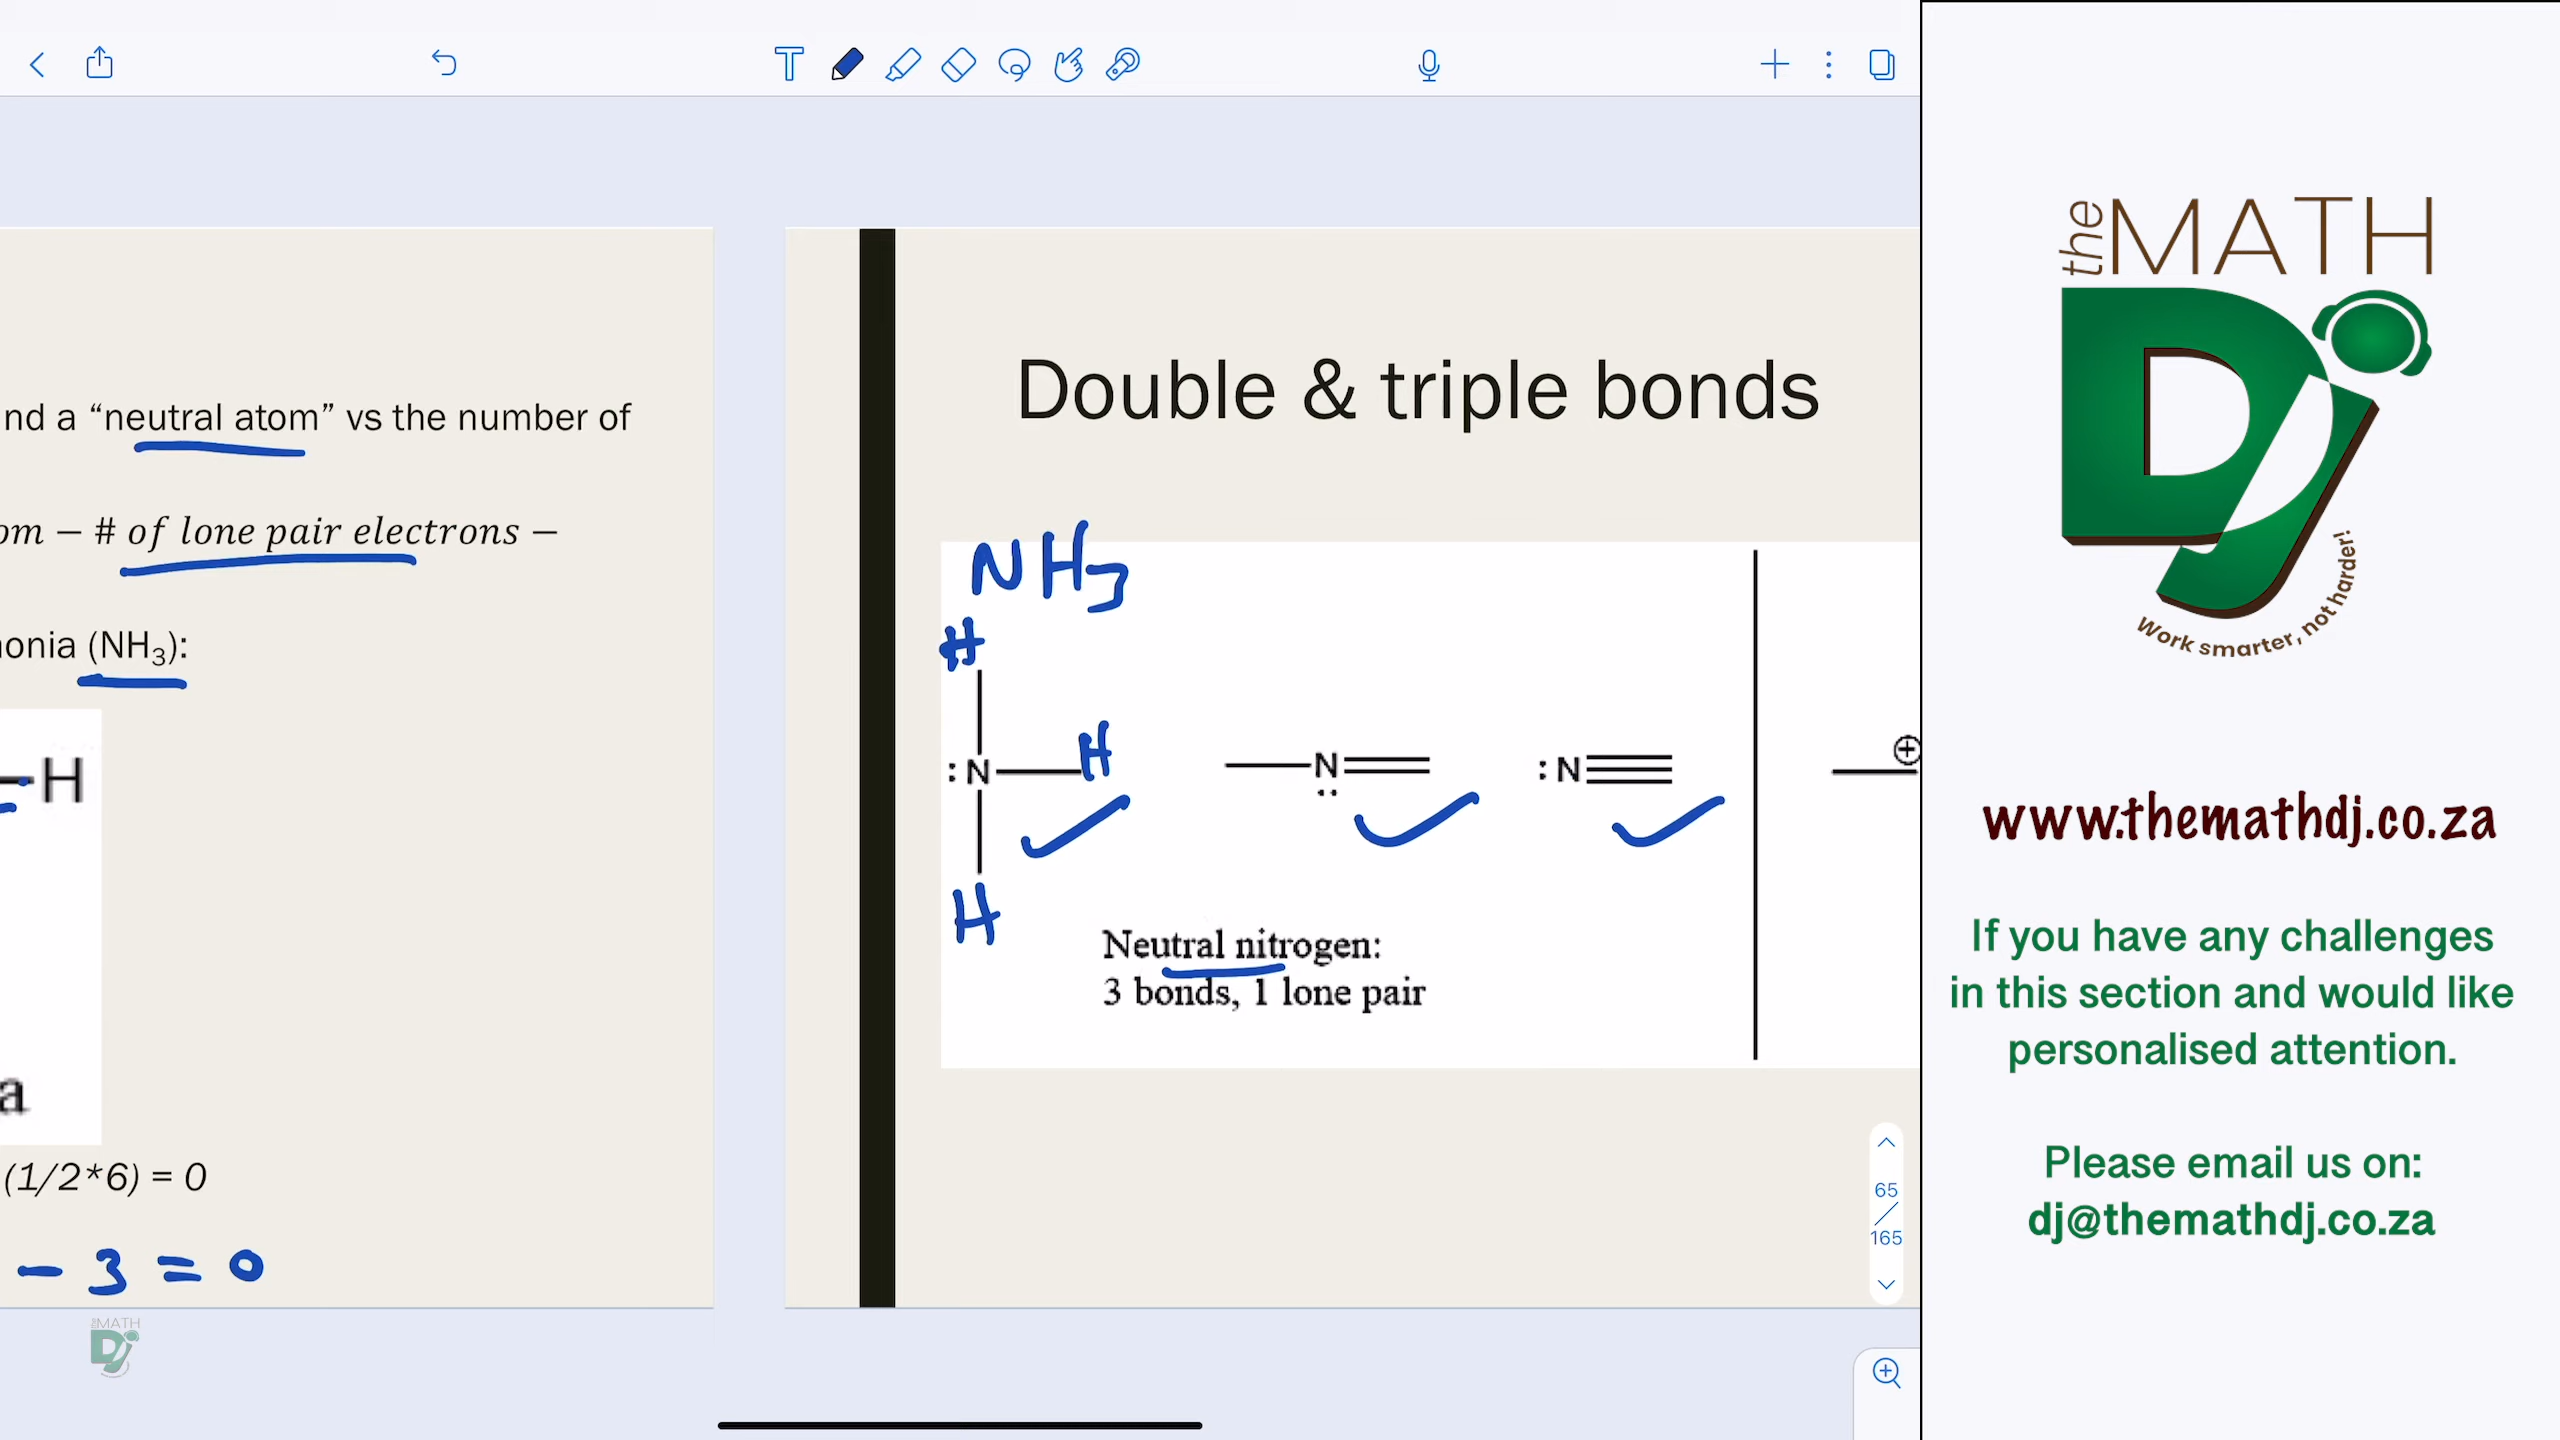 nd a “neutral atom” vs the number of
om − # of lone pair electrons −
onia (NH₃):
H
a
(1/2*6) = 0
− 3 = 0
Double & triple bonds
NH₃
H
:N H
H
N
..
:N
⊕
Neutral nitrogen:
3 bonds, 1 lone pair
65
165
the MATH
Dj
Work smarter, not harder!
www.themathdj.co.za
If you have any challenges
in this section and would like
personalised attention.
Please email us on:
dj@themathdj.co.za
MATH
Dj